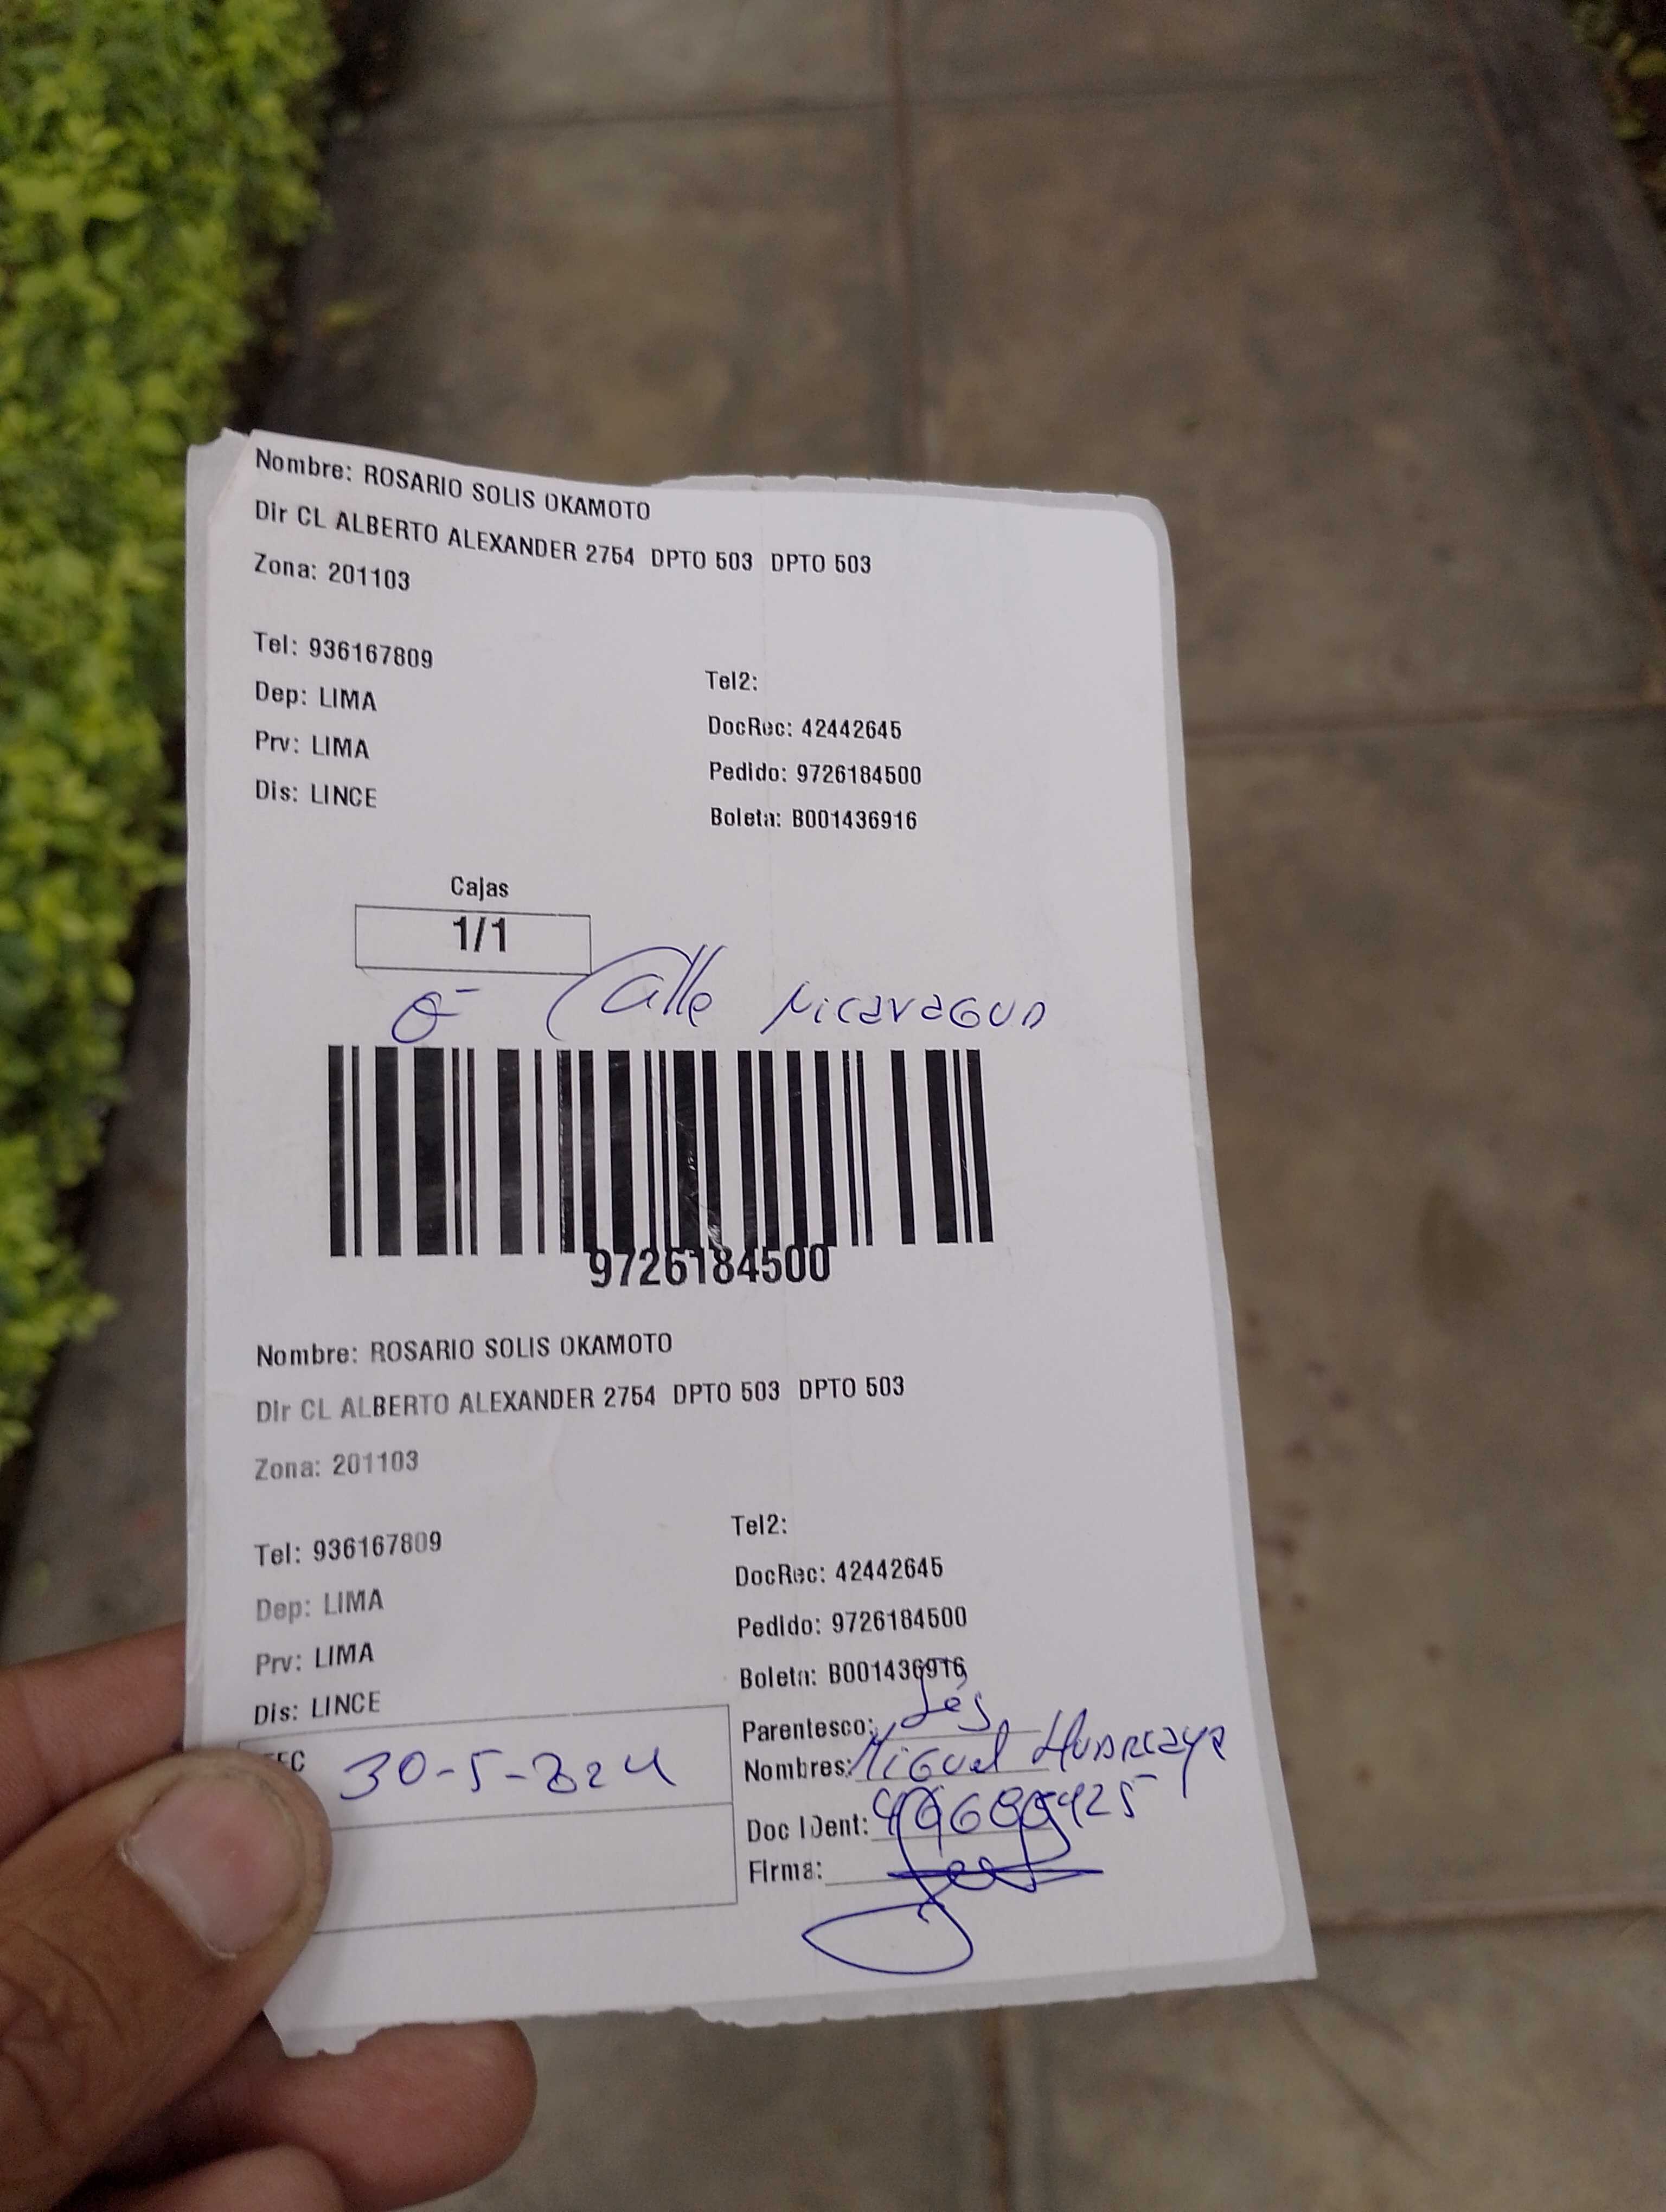 Nombre: ROSARIO SOLIS OKAMOTO
Dir CL ALBERTO ALEXANDER 2754 DPTO 503 DPTO 503
Zona: 201103
Tel: 936167809
Tel2:
Dep: LIMA
DocRec: 42442645
Prv: LIMA
Pedido: 9726184500
Dis: LINCE
Boleta: B001436916
Cajas
1/1
Calle Nicaragua
9726184500
Nombre: ROSARIO SOLIS OKAMOTO
Dir CL ALBERTO ALEXANDER 2754 DPTO 503 DPTO 503
Zona: 201103
Tel2:
Tel: 936167809
DocRec: 42442645
Dep: LIMA
Pedido: 9726184500
Prv: LIMA
Boleta: B001436916
Dis: LINCE
Parentesco:
30-5-2024
Nombres: Miguel Huarcaya
Doc IDent:
Firma: